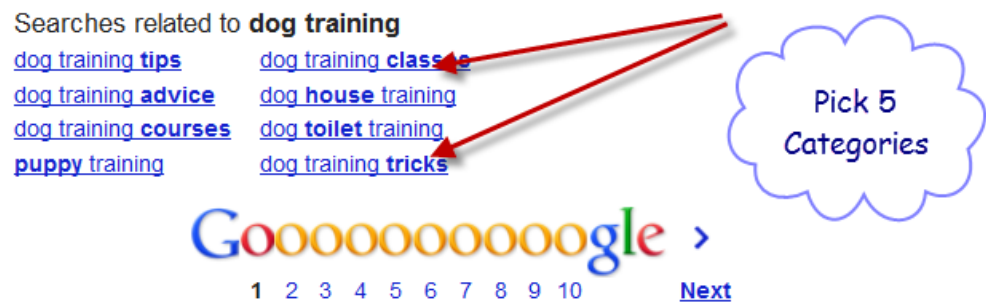 Searches related to dog training
dog training tips
dog training classes
dog training advice
dog house training
dog training courses
dog toilet training
puppy training
dog training tricks
Pick 5
Categories
Goooooooooogle >
1 2 3 4 5 6 7 8 9 10 Next